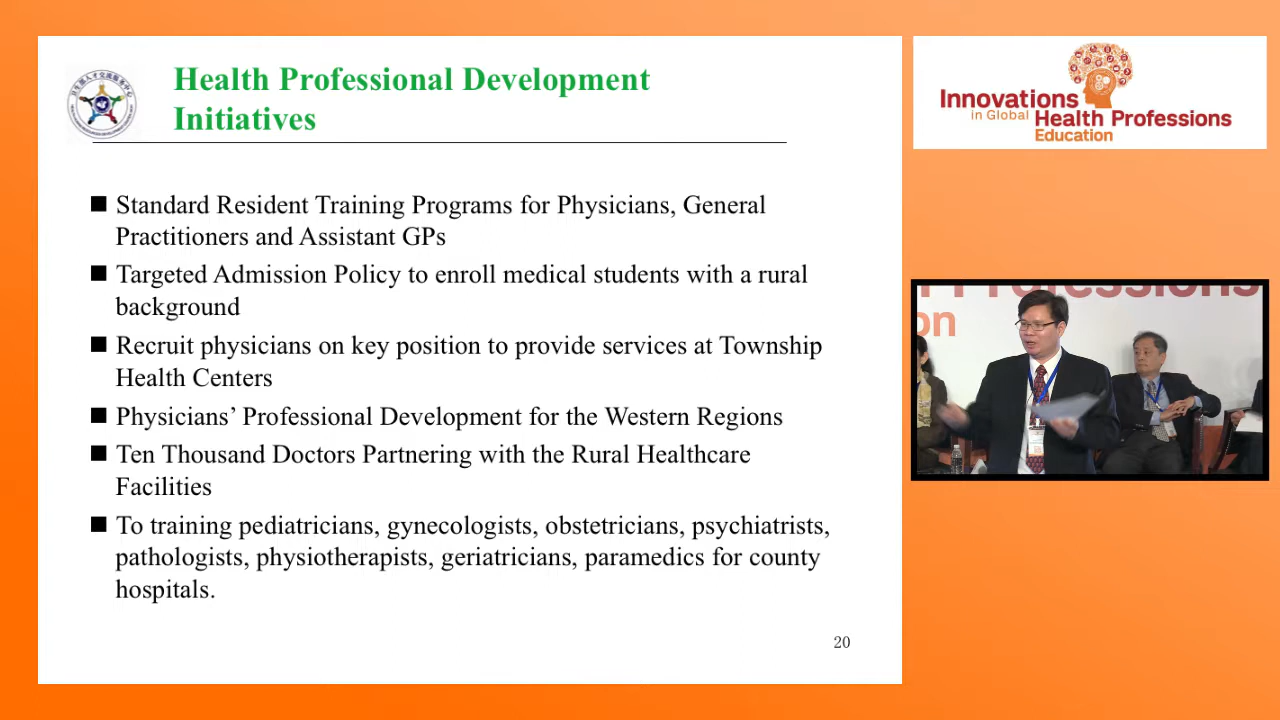 Health Professional Development
Initiatives
■ Standard Resident Training Programs for Physicians, General
Practitioners and Assistant GPs
■ Targeted Admission Policy to enroll medical students with a rural
background
■ Recruit physicians on key position to provide services at Township
Health Centers
■ Physicians’ Professional Development for the Western Regions
■ Ten Thousand Doctors Partnering with the Rural Healthcare
Facilities
■ To training pediatricians, gynecologists, obstetricians, psychiatrists,
pathologists, physiotherapists, geriatricians, paramedics for county
hospitals.
20
Innovations
in Global Health Professions
Education
Professions
on